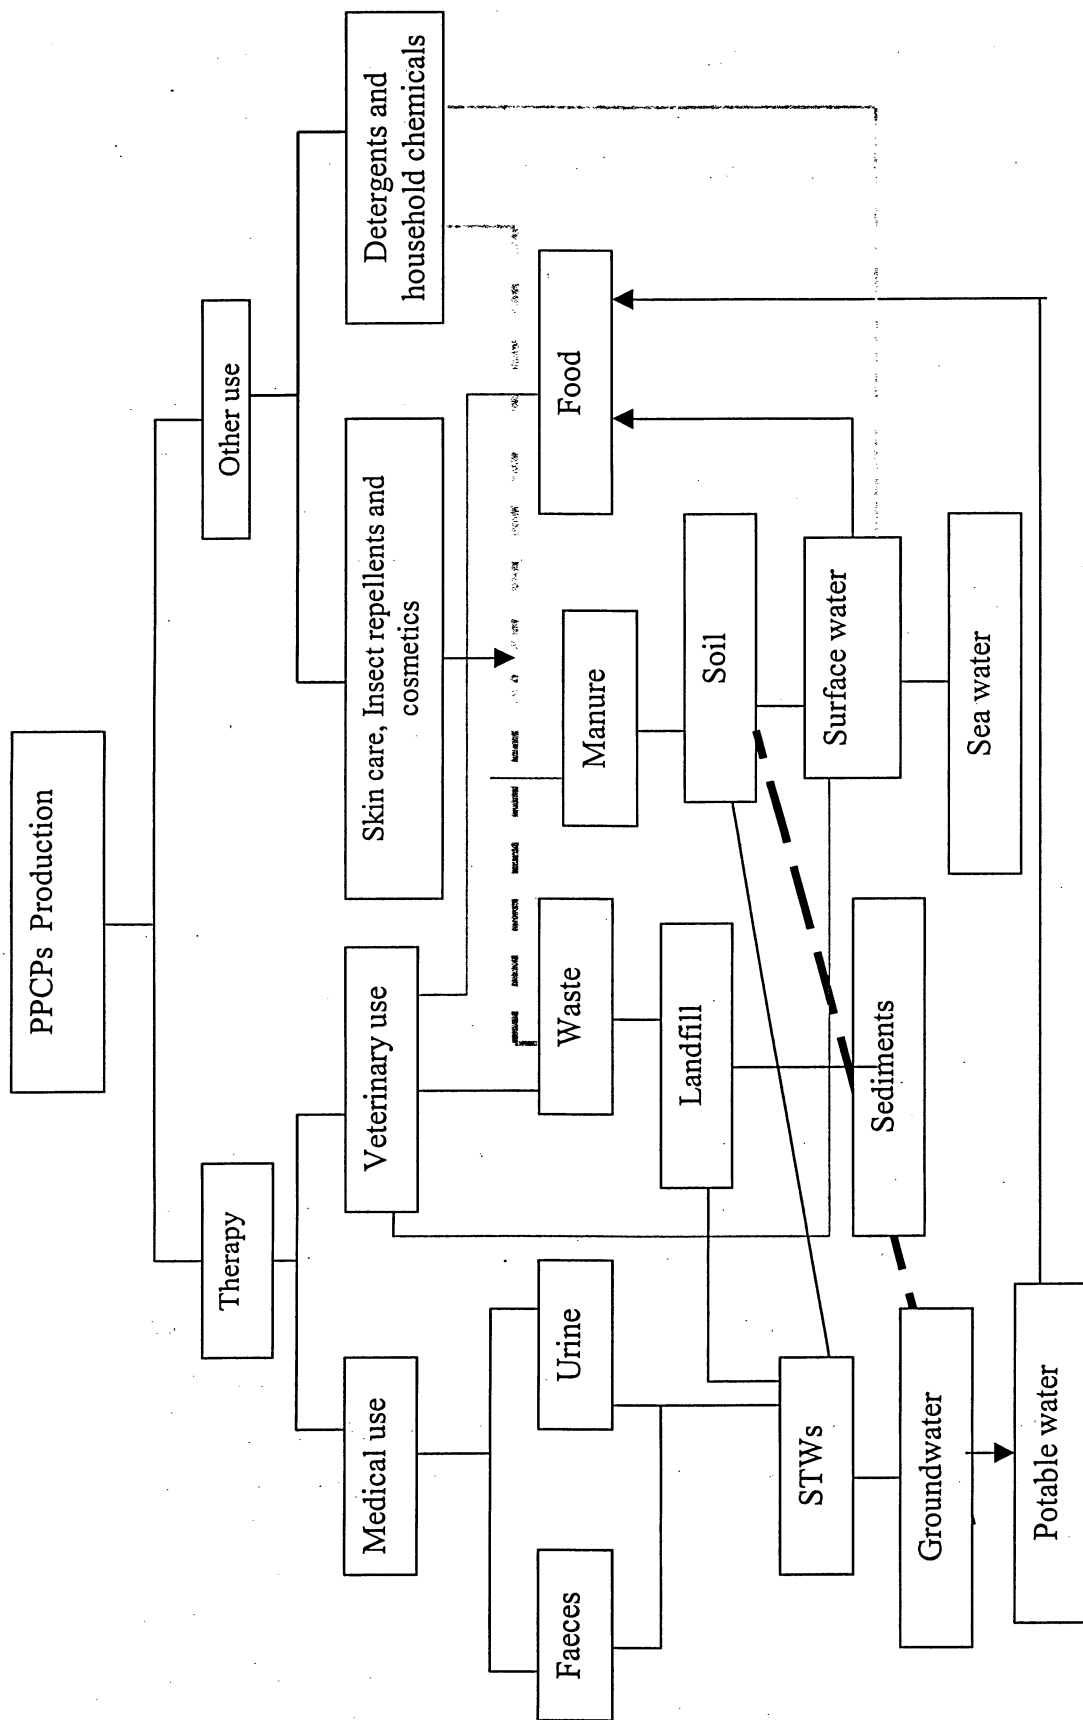 PPCPs Production
Therapy
Other use
Medical use
Veterinary use
Skin care, Insect repellents and
cosmetics
Detergents and
household chemicals
Faeces
Urine
Waste
Manure
Food
Landfill
Soil
STWs
Sediments
Surface water
Groundwater
Sea water
Potable water